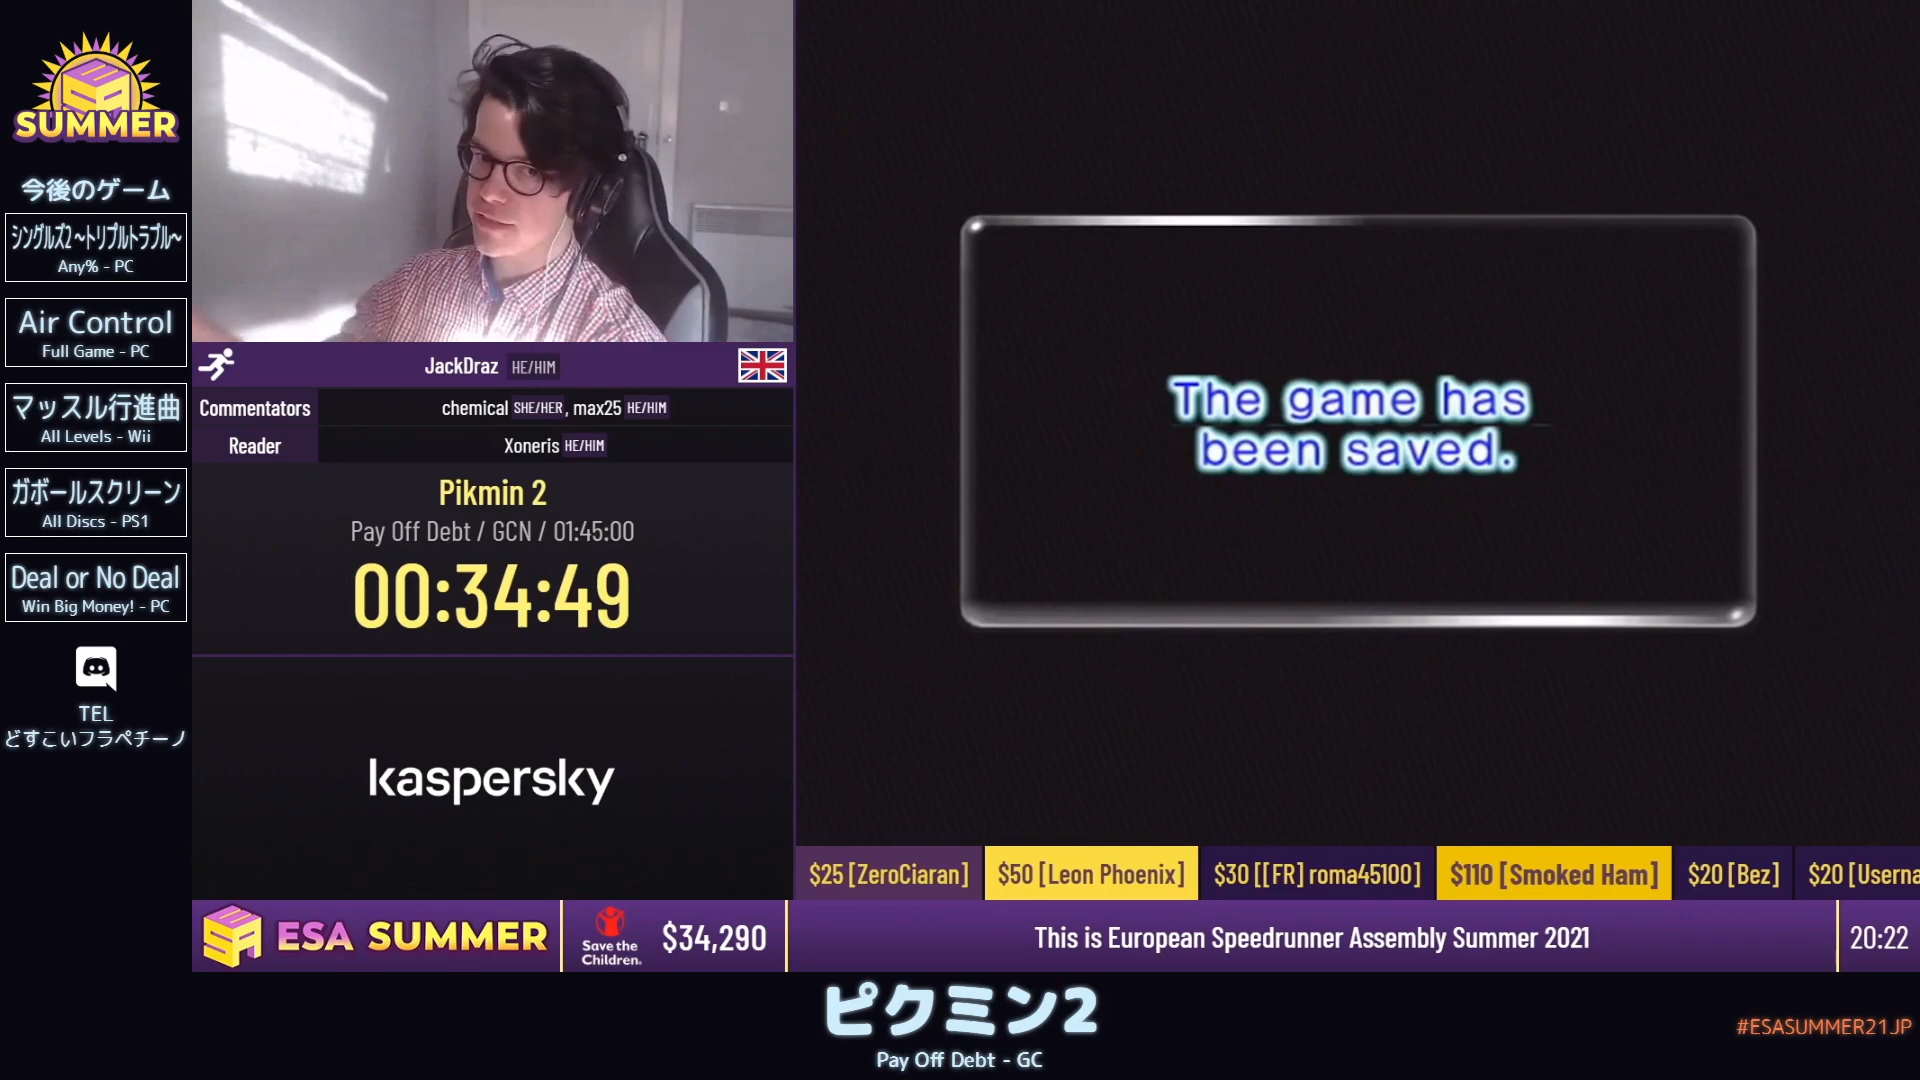 SUMMER
今後のゲーム
シングルズ2～トリプルトラブル～
Any% - PC
Air Control
Full Game - PC
マッスル行進曲
All Levels - Wii
ガボールスクリーン
All Discs - PS1
Deal or No Deal
Win Big Money! - PC
TEL
どすこいフラペチーノ
JackDraz HE/HIM
Commentators chemical SHE/HER, max25 HE/HIM
Reader Xoneris HE/HIM
Pikmin 2
Pay Off Debt / GCN / 01:45:00
00:34:49
kaspersky
The game has
been saved.
$25 [ZeroCiaran] $50 [Leon Phoenix] $30 [[FR] roma45100] $110 [Smoked Ham] $20 [Bez] $20 [Userna
ESA SUMMER Save the Children. $34,290 This is European Speedrunner Assembly Summer 2021 20:22
ピクミン2
Pay Off Debt - GC
#ESASUMMER21JP